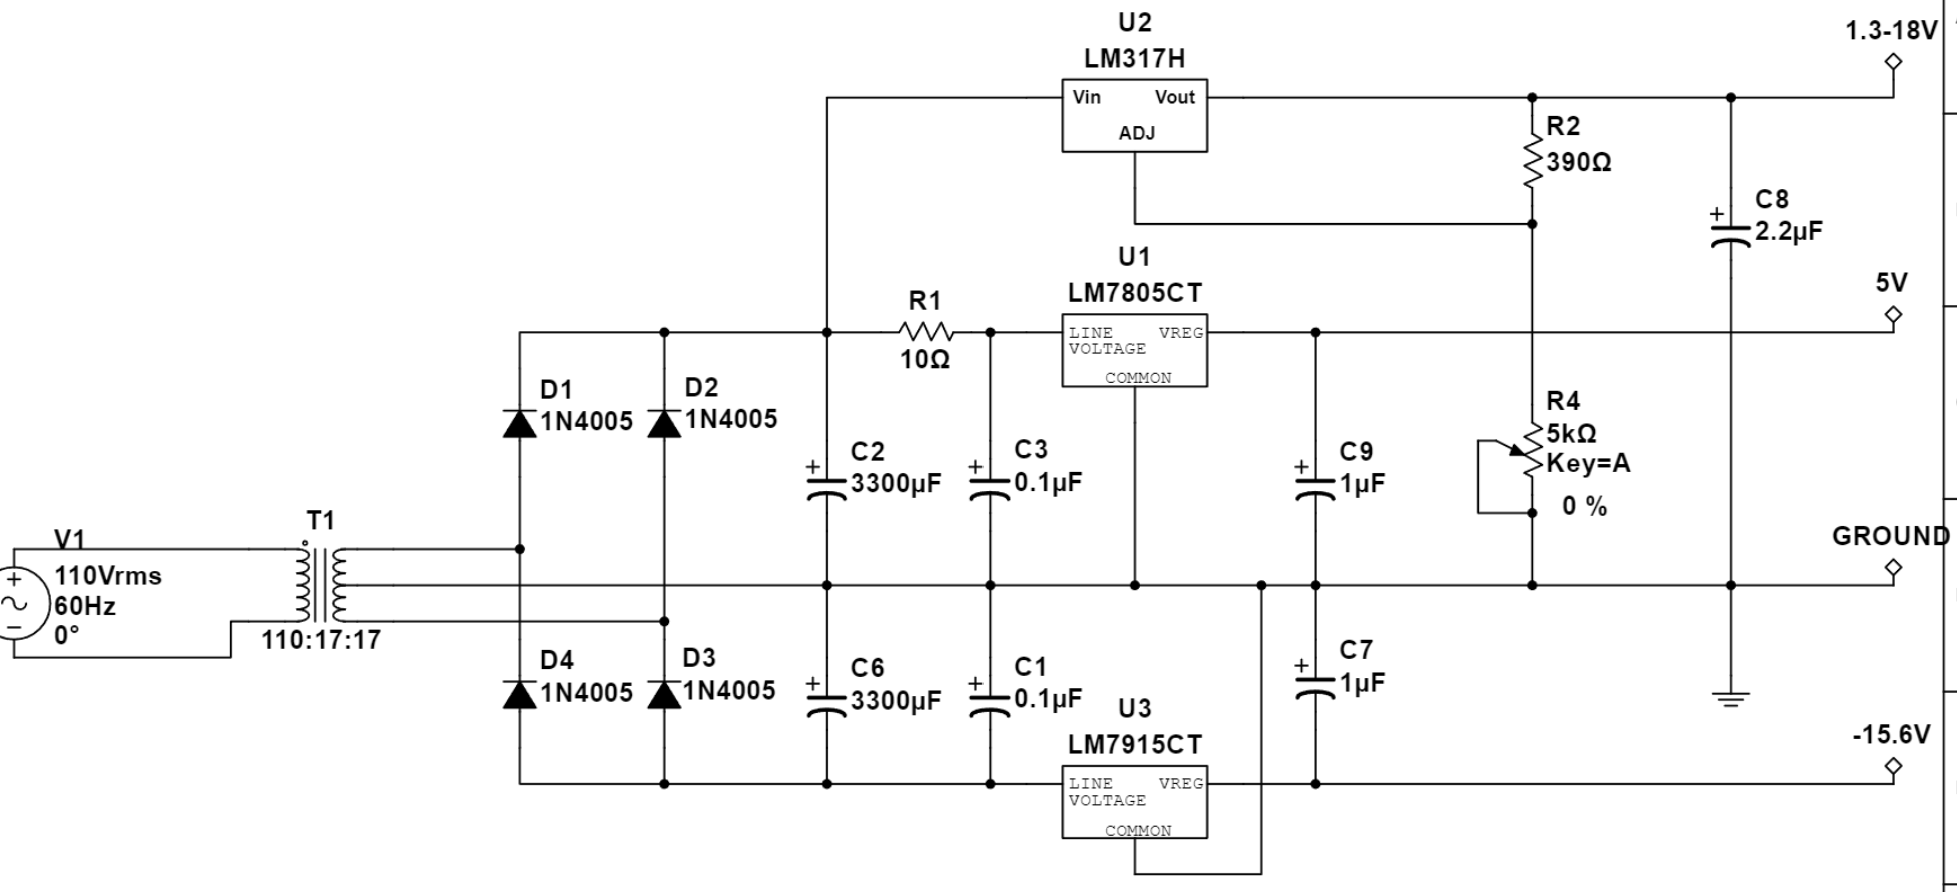 U2
LM317H
Vin Vout
ADJ
1.3-18V
R2
390Ω
C8
+
2.2µF
U1
LM7805CT
LINE VREG
VOLTAGE
COMMON
5V
R1
10Ω
D1
1N4005
D2
1N4005
C2
+
3300µF
C3
+
0.1µF
C9
+
1µF
R4
5kΩ
Key=A
0 %
V1
+
110Vrms
60Hz
0°
T1
110:17:17
GROUND
D4
1N4005
D3
1N4005
C6
+
3300µF
C1
+
0.1µF
C7
+
1µF
U3
LM7915CT
LINE VREG
VOLTAGE
COMMON
-15.6V